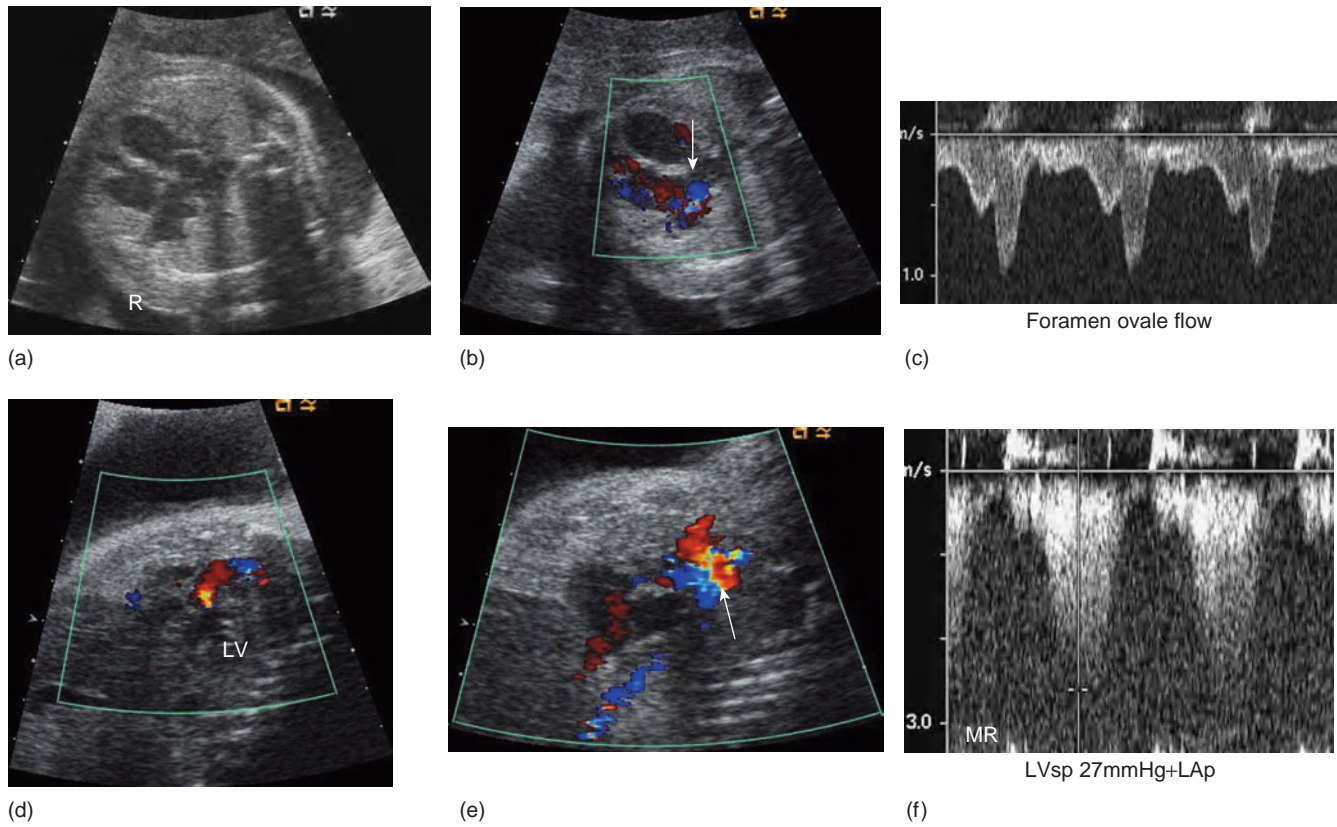 R
(a)
(b)
m/s
1.0
Foramen ovale flow
(c)
LV
(d)
(e)
m/s
3.0
MR
LVsp 27mmHg+LAp
(f)